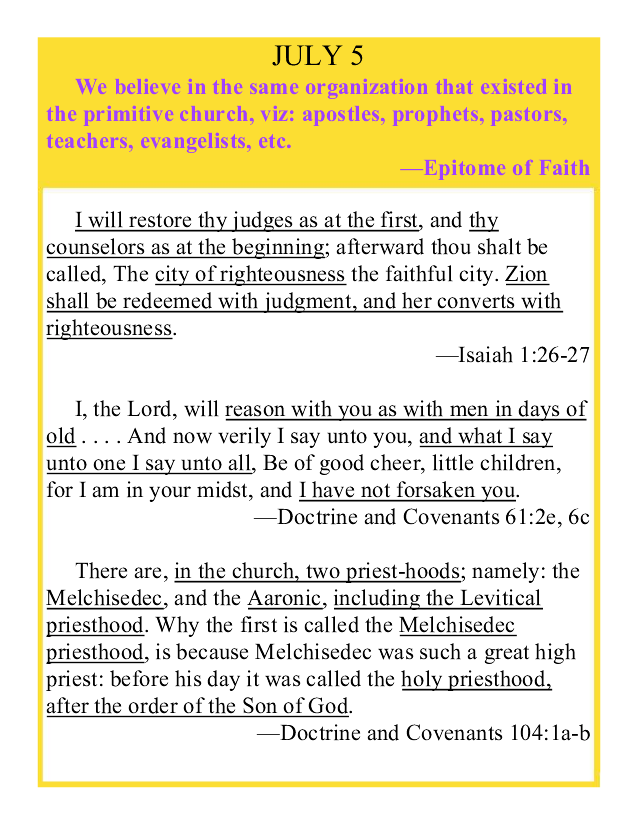 JULY 5
We believe in the same organization that existed in
the primitive church, viz: apostles, prophets, pastors,
teachers, evangelists, etc.
—Epitome of Faith
I will restore thy judges as at the first, and thy
counselors as at the beginning; afterward thou shalt be
called, The city of righteousness the faithful city. Zion
shall be redeemed with judgment, and her converts with
righteousness.
—Isaiah 1:26-27
I, the Lord, will reason with you as with men in days of
old . . . . And now verily I say unto you, and what I say
unto one I say unto all, Be of good cheer, little children,
for I am in your midst, and I have not forsaken you.
—Doctrine and Covenants 61:2e, 6c
There are, in the church, two priest-hoods; namely: the
Melchisedec, and the Aaronic, including the Levitical
priesthood. Why the first is called the Melchisedec
priesthood, is because Melchisedec was such a great high
priest: before his day it was called the holy priesthood,
after the order of the Son of God.
—Doctrine and Covenants 104:1a-b